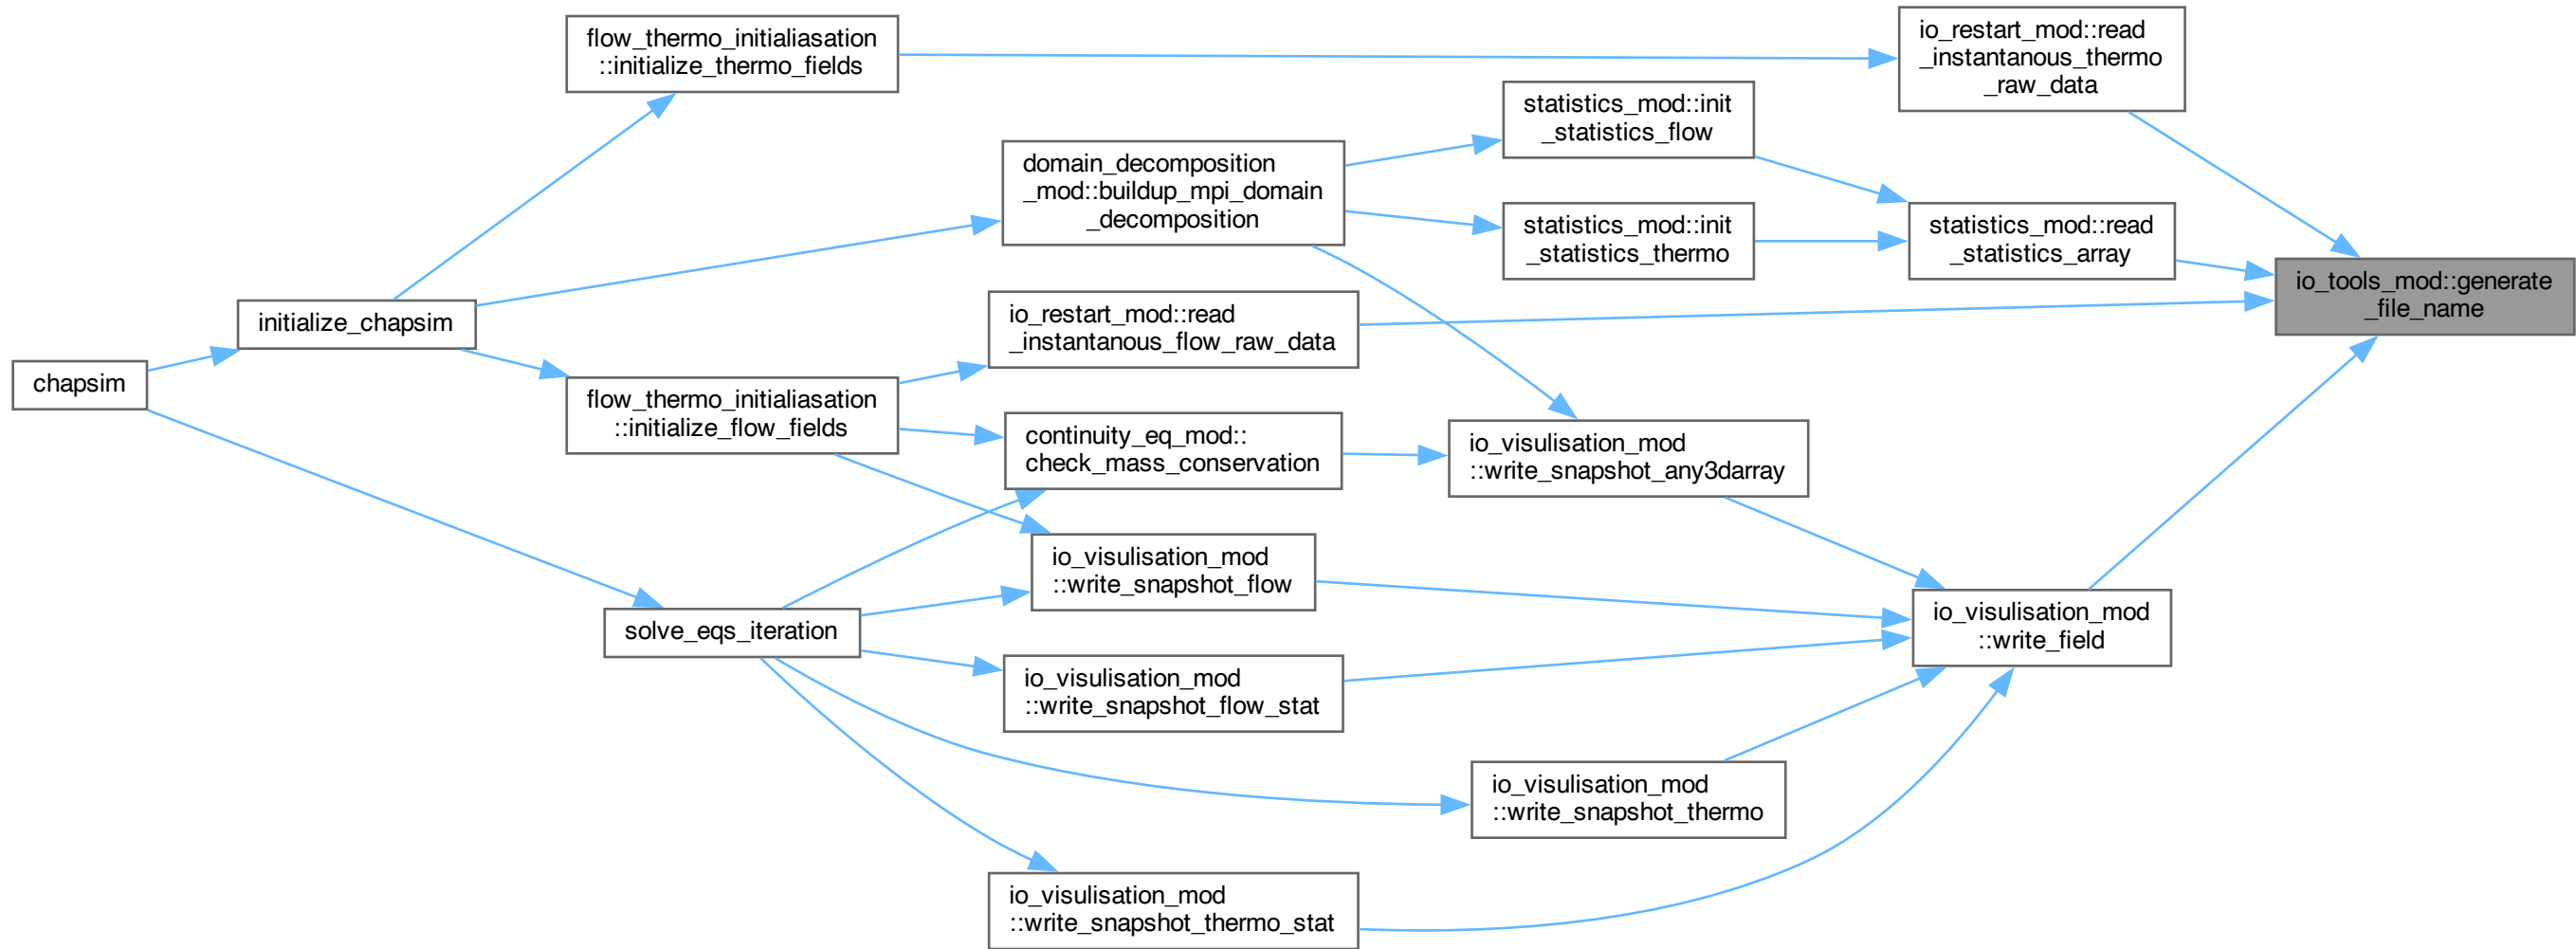 flow_thermo_initialiasation
::initialize_thermo_fields
io_restart_mod::read
_instantanous_thermo
_raw_data
statistics_mod::init
_statistics_flow
domain_decomposition
_mod::buildup_mpi_domain
_decomposition
statistics_mod::init
_statistics_thermo
statistics_mod::read
_statistics_array
io_tools_mod::generate
_file_name
initialize_chapsim
io_restart_mod::read
_instantanous_flow_raw_data
chapsim
flow_thermo_initialiasation
::initialize_flow_fields
continuity_eq_mod::
check_mass_conservation
io_visulisation_mod
::write_snapshot_any3darray
io_visulisation_mod
::write_snapshot_flow
solve_eqs_iteration
io_visulisation_mod
::write_field
io_visulisation_mod
::write_snapshot_flow_stat
io_visulisation_mod
::write_snapshot_thermo
io_visulisation_mod
::write_snapshot_thermo_stat